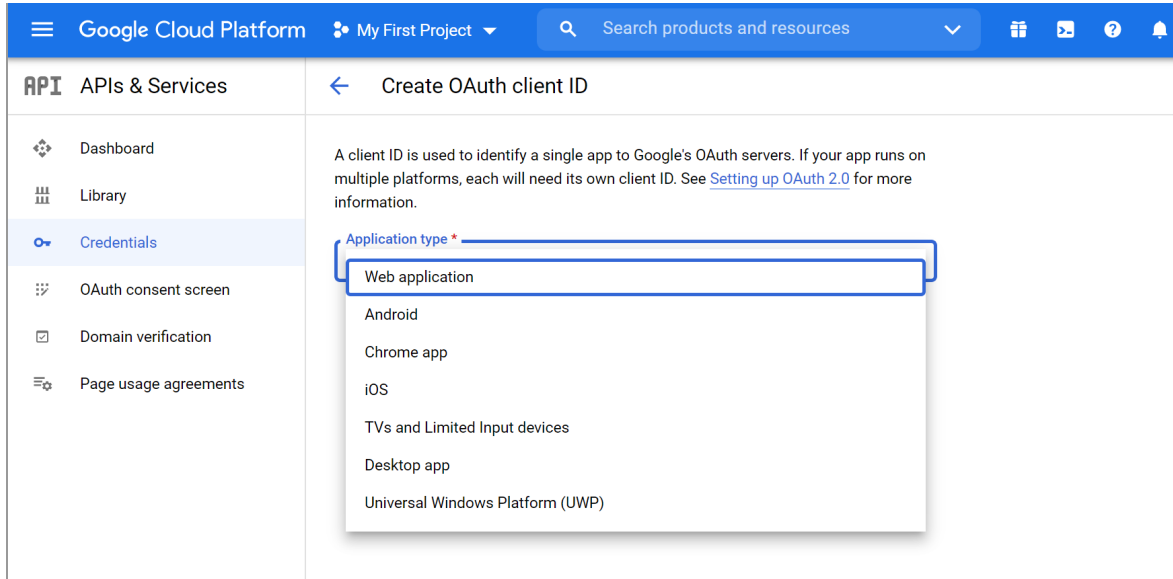 Google Cloud Platform My First Project Search products and resources
API APIs & Services
Create OAuth client ID
Dashboard
Library
Credentials
OAuth consent screen
Domain verification
Page usage agreements
A client ID is used to identify a single app to Google's OAuth servers. If your app runs on
multiple platforms, each will need its own client ID. See Setting up OAuth 2.0 for more
information.
Application type *
Web application
Android
Chrome app
iOS
TVs and Limited Input devices
Desktop app
Universal Windows Platform (UWP)